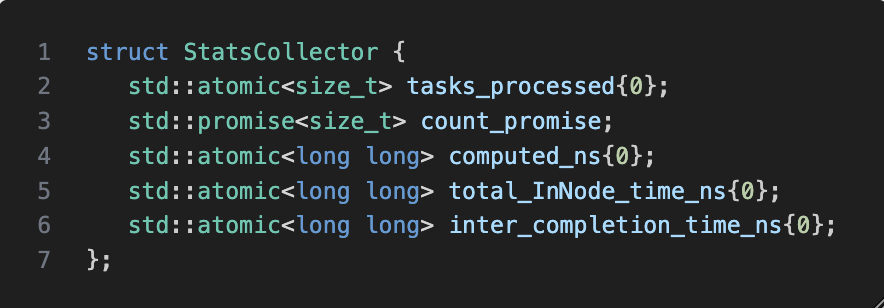 1 struct StatsCollector {
2 std::atomic<size_t> tasks_processed{0};
3 std::promise<size_t> count_promise;
4 std::atomic<long long> computed_ns{0};
5 std::atomic<long long> total_InNode_time_ns{0};
6 std::atomic<long long> inter_completion_time_ns{0};
7 };